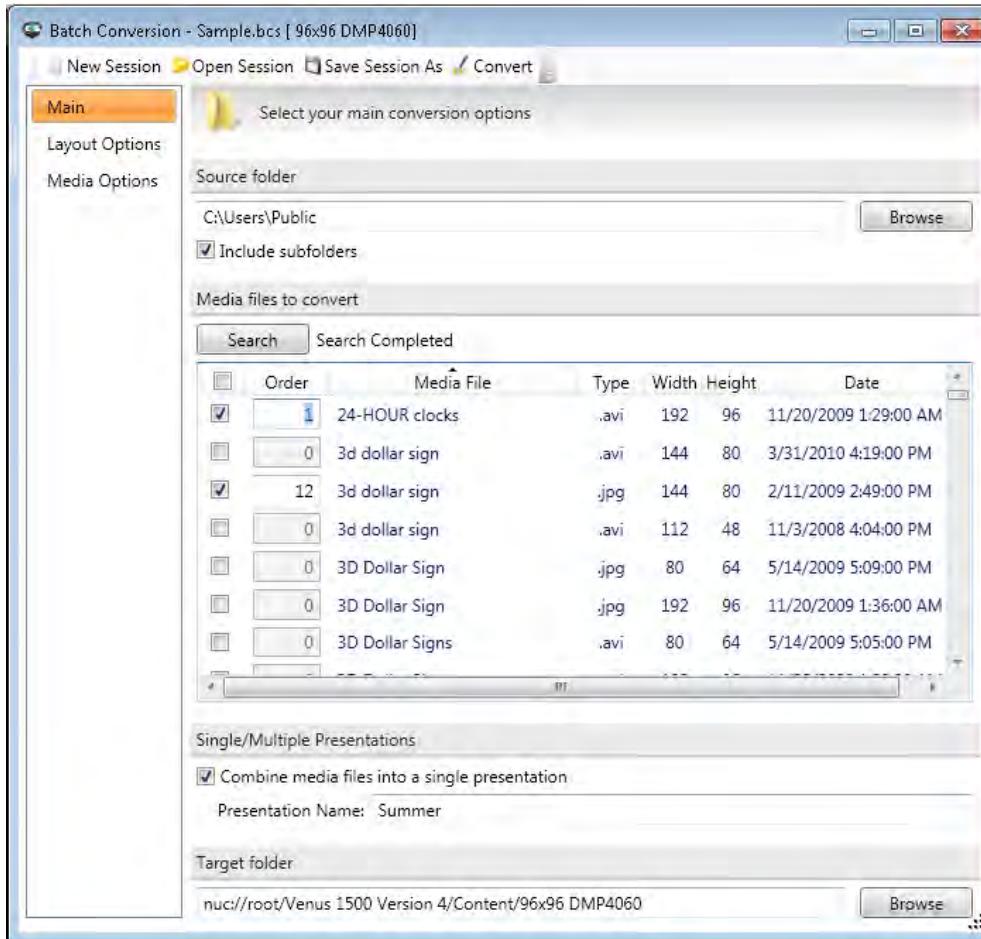 Batch Conversion - Sample.bcs [ 96x96 DMP4060]
New Session Open Session Save Session As Convert
Main
Layout Options
Media Options
Select your main conversion options
Source folder
C:\Users\Public Browse
Include subfolders
Media files to convert
Search Search Completed
Order Media File Type Width Height Date
1 24-HOUR clocks .avi 192 96 11/20/2009 1:29:00 AM
0 3d dollar sign .avi 144 80 3/31/2010 4:19:00 PM
12 3d dollar sign .jpg 144 80 2/11/2009 2:49:00 PM
0 3d dollar sign .avi 112 48 11/3/2008 4:04:00 PM
0 3D Dollar Sign .jpg 80 64 5/14/2009 5:09:00 PM
0 3D Dollar Sign .jpg 192 96 11/20/2009 1:36:00 AM
0 3D Dollar Signs .avi 80 64 5/14/2009 5:05:00 PM
Single/Multiple Presentations
Combine media files into a single presentation
Presentation Name: Summer
Target folder
nuc://root/Venus 1500 Version 4/Content/96x96 DMP4060 Browse